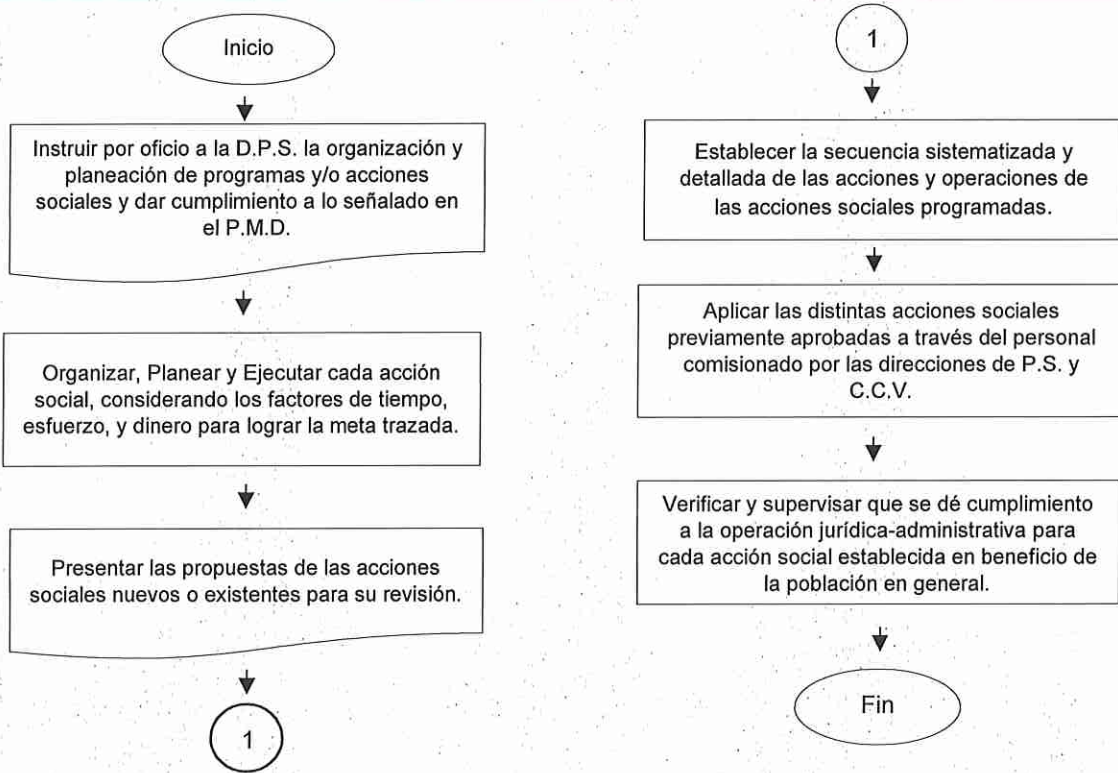 Inicio
Instruir por oficio a la D.P.S. la organización y
planeación de programas y/o acciones
sociales y dar cumplimiento a lo señalado en
el P.M.D.
Organizar, Planear y Ejecutar cada acción
social, considerando los factores de tiempo,
esfuerzo, y dinero para lograr la meta trazada.
Presentar las propuestas de las acciones
sociales nuevos o existentes para su revisión.
1
1
Establecer la secuencia sistematizada y
detallada de las acciones y operaciones de
las acciones sociales programadas.
Aplicar las distintas acciones sociales
previamente aprobadas a través del personal
comisionado por las direcciones de P.S. y
C.C.V.
Verificar y supervisar que se dé cumplimiento
a la operación jurídica-administrativa para
cada acción social establecida en beneficio de
la población en general.
Fin